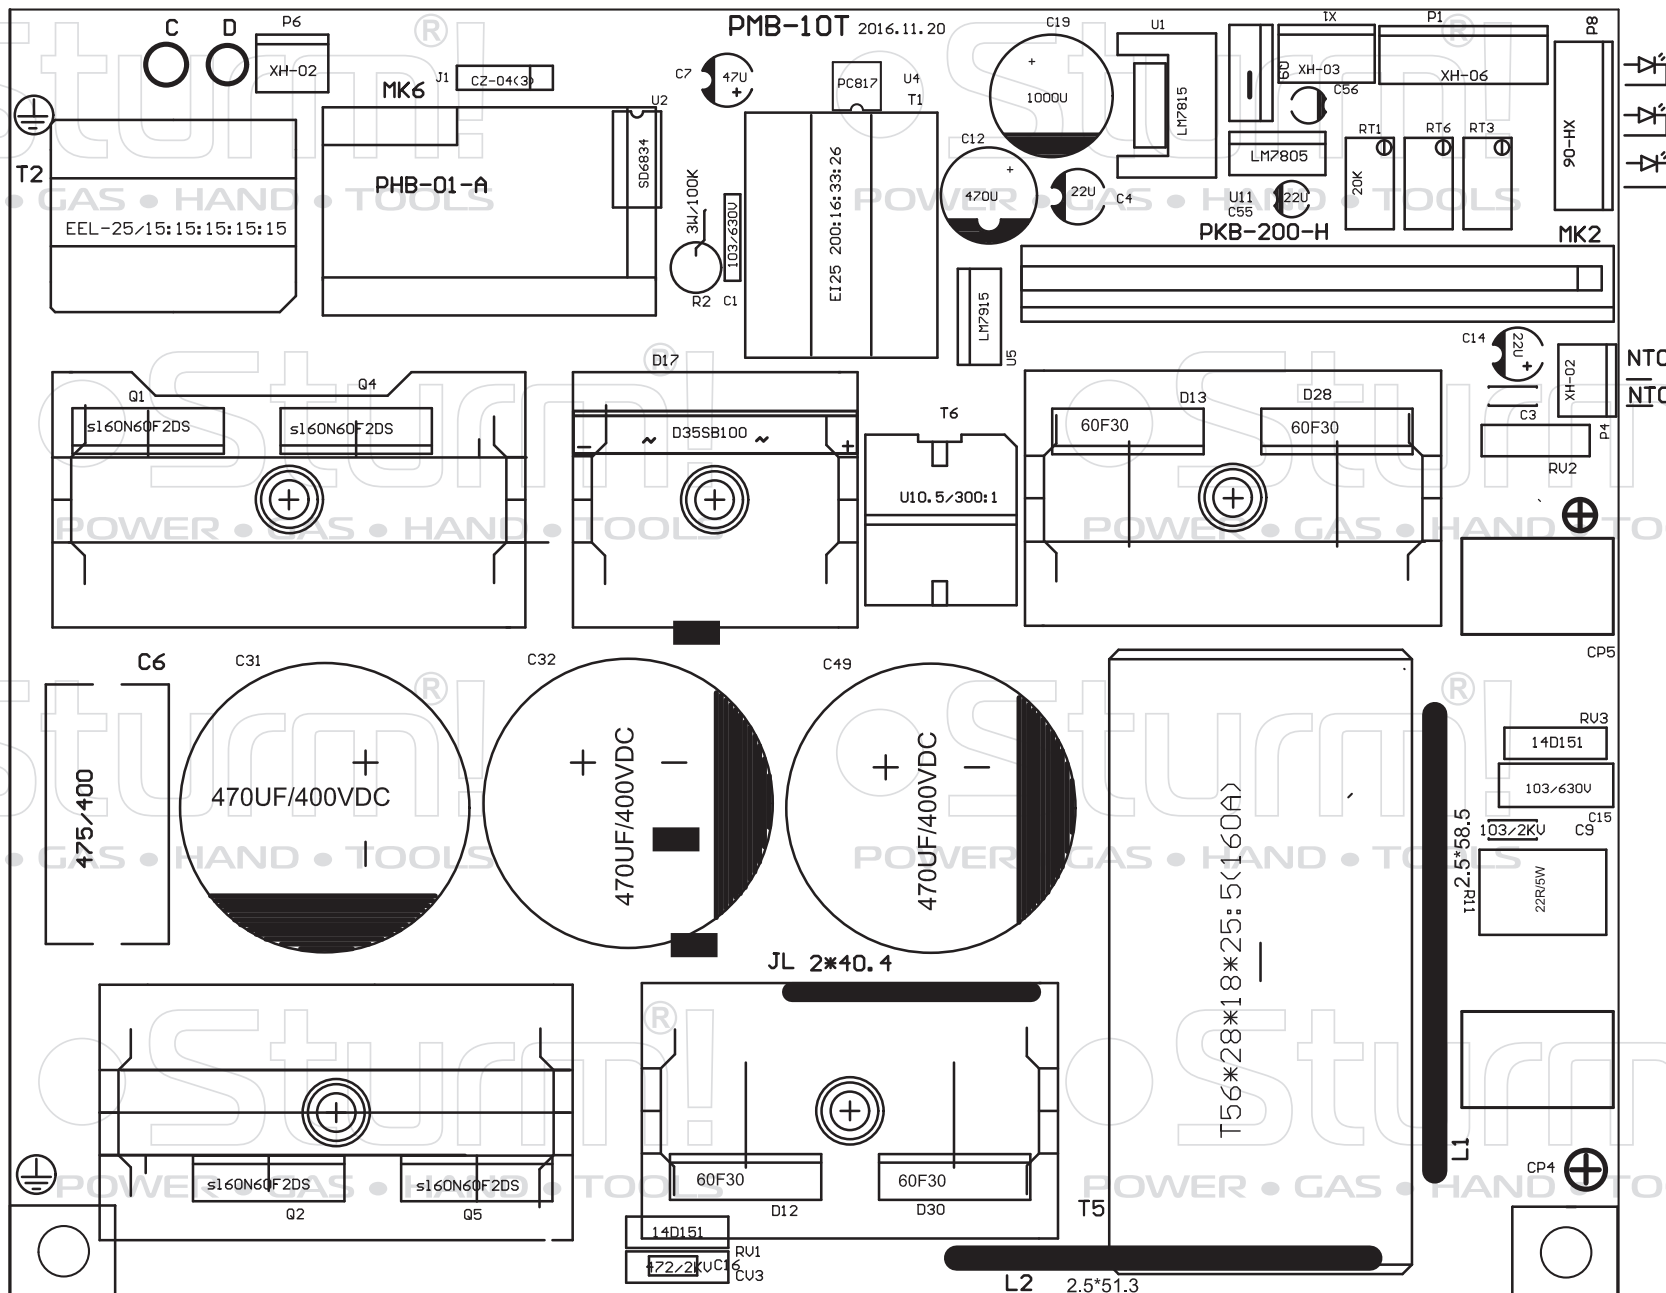 PMB-10T 2016.11.20
C
D
P6
XH-02
J1
CZ-04(3)
MK6
U2
SD6834
PHB-01-A
T2
EEL-25/15:15:15:15:15
C7
47U
+
PC817
U4
T1
EI25 200:16:33:26
3W/100K
R2
103/630V
C1
C19
+
1000U
U1
LM7815
C12
+
470U
22U
C4
LM7915
U5
X1
XH-03
C56
P1
XH-06
P8
XH-06
LM7805
U11
C55
22U
RT1
RT6
RT3
20K
PKB-200-H
MK2
C14
22U
+
XH-02
P4
C3
RV2
Q1
Q4
s160N60F2DS
s160N60F2DS
D17
- ~ D35SB100 ~ +
T6
U10.5/300:1
D13
D28
60F30
60F30
CP5
C6
475/400
C31
470UF/400VDC
+
-
C32
470UF/400VDC
+ -
C49
470UF/400VDC
+ -
T56*28*18*25:5(160A)
T5
2.5*58.5
L1
RV3
14D151
103/630V
C15
103/2KV
C9
22R/5W
R11
CP4
JL 2*40.4
s160N60F2DS
s160N60F2DS
Q2
Q5
60F30
60F30
D12
D30
14D151
RV1
472/2KV
C16
CV3
L2
2.5*51.3
Sturm!®
POWER • GAS • HAND • TOOLS